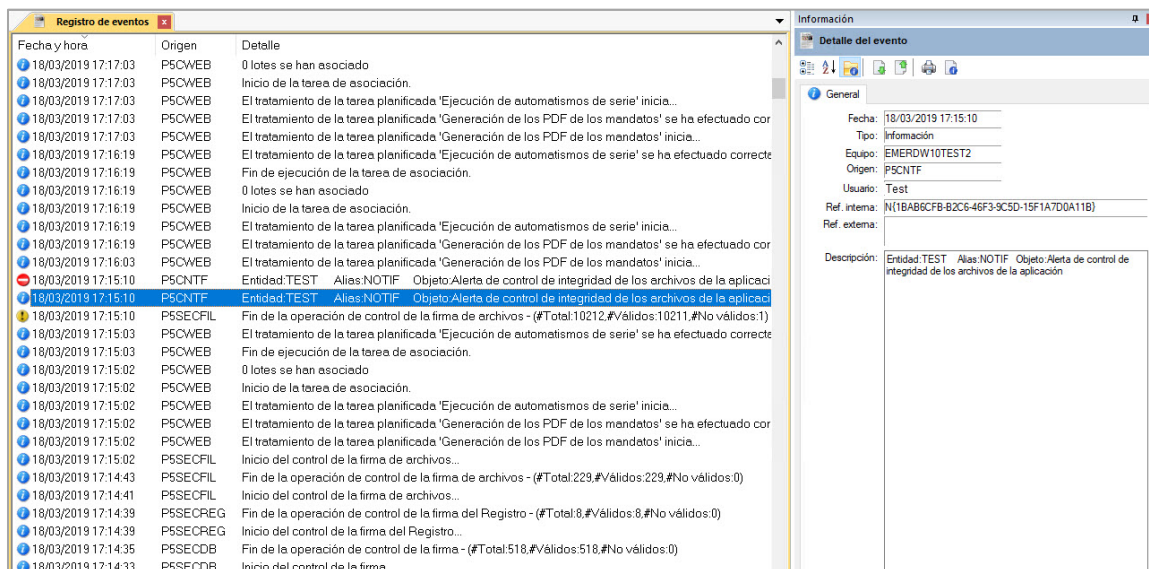 Registro de eventos
Fecha y hora Origen Detalle
18/03/2019 17:17:03 P5CWEB 0 lotes se han asociado
18/03/2019 17:17:03 P5CWEB Inicio de la tarea de asociación.
18/03/2019 17:17:03 P5CWEB El tratamiento de la tarea planificada 'Ejecución de automatismos de serie' inicia...
18/03/2019 17:17:03 P5CWEB El tratamiento de la tarea planificada 'Generación de los PDF de los mandatos' se ha efectuado cor
18/03/2019 17:17:03 P5CWEB El tratamiento de la tarea planificada 'Generación de los PDF de los mandatos' inicia...
18/03/2019 17:16:19 P5CWEB El tratamiento de la tarea planificada 'Ejecución de automatismos de serie' se ha efectuado correcta
18/03/2019 17:16:19 P5CWEB Fin de ejecución de la tarea de asociación.
18/03/2019 17:16:19 P5CWEB 0 lotes se han asociado
18/03/2019 17:16:19 P5CWEB Inicio de la tarea de asociación.
18/03/2019 17:16:19 P5CWEB El tratamiento de la tarea planificada 'Ejecución de automatismos de serie' inicia...
18/03/2019 17:16:19 P5CWEB El tratamiento de la tarea planificada 'Generación de los PDF de los mandatos' se ha efectuado cor
18/03/2019 17:16:03 P5CWEB El tratamiento de la tarea planificada 'Generación de los PDF de los mandatos' inicia...
18/03/2019 17:15:10 P5CNTF Entidad:TEST Alias:NOTIF Objeto:Alerta de control de integridad de los archivos de la aplicaci
18/03/2019 17:15:10 P5CNTF Entidad:TEST Alias:NOTIF Objeto:Alerta de control de integridad de los archivos de la aplicaci
18/03/2019 17:15:10 P5SECFIL Fin de la operación de control de la firma de archivos - (#Total:10212,#Válidos:10211,#No válidos:1)
18/03/2019 17:15:03 P5CWEB El tratamiento de la tarea planificada 'Ejecución de automatismos de serie' se ha efectuado correcta
18/03/2019 17:15:03 P5CWEB Fin de ejecución de la tarea de asociación.
18/03/2019 17:15:02 P5CWEB 0 lotes se han asociado
18/03/2019 17:15:02 P5CWEB Inicio de la tarea de asociación.
18/03/2019 17:15:02 P5CWEB El tratamiento de la tarea planificada 'Ejecución de automatismos de serie' inicia...
18/03/2019 17:15:02 P5CWEB El tratamiento de la tarea planificada 'Generación de los PDF de los mandatos' se ha efectuado cor
18/03/2019 17:15:02 P5CWEB El tratamiento de la tarea planificada 'Generación de los PDF de los mandatos' inicia...
18/03/2019 17:15:02 P5SECFIL Inicio del control de la firma de archivos...
18/03/2019 17:14:43 P5SECFIL Fin de la operación de control de la firma de archivos - (#Total:229,#Válidos:229,#No válidos:0)
18/03/2019 17:14:41 P5SECFIL Inicio del control de la firma de archivos...
18/03/2019 17:14:39 P5SECREG Fin de la operación de control de la firma del Registro - (#Total:8,#Válidos:8,#No válidos:0)
18/03/2019 17:14:39 P5SECREG Inicio del control de la firma del Registro...
18/03/2019 17:14:35 P5SECDB Fin de la operación de control de la firma - (#Total:518,#Válidos:518,#No válidos:0)
18/03/2019 17:14:33 P5SECDB Inicio del control de la firma
Información
Detalle del evento
General
Fecha: 18/03/2019 17:15:10
Tipo: Información
Equipo: EMERDW10TEST2
Origen: P5CNTF
Usuario: Test
Ref. interna: N{1BAB6CFB-B2C6-46F3-9C5D-15F1A7D0A11B}
Ref. externa:
Descripción: Entidad:TEST Alias:NOTIF Objeto:Alerta de control de
integridad de los archivos de la aplicación